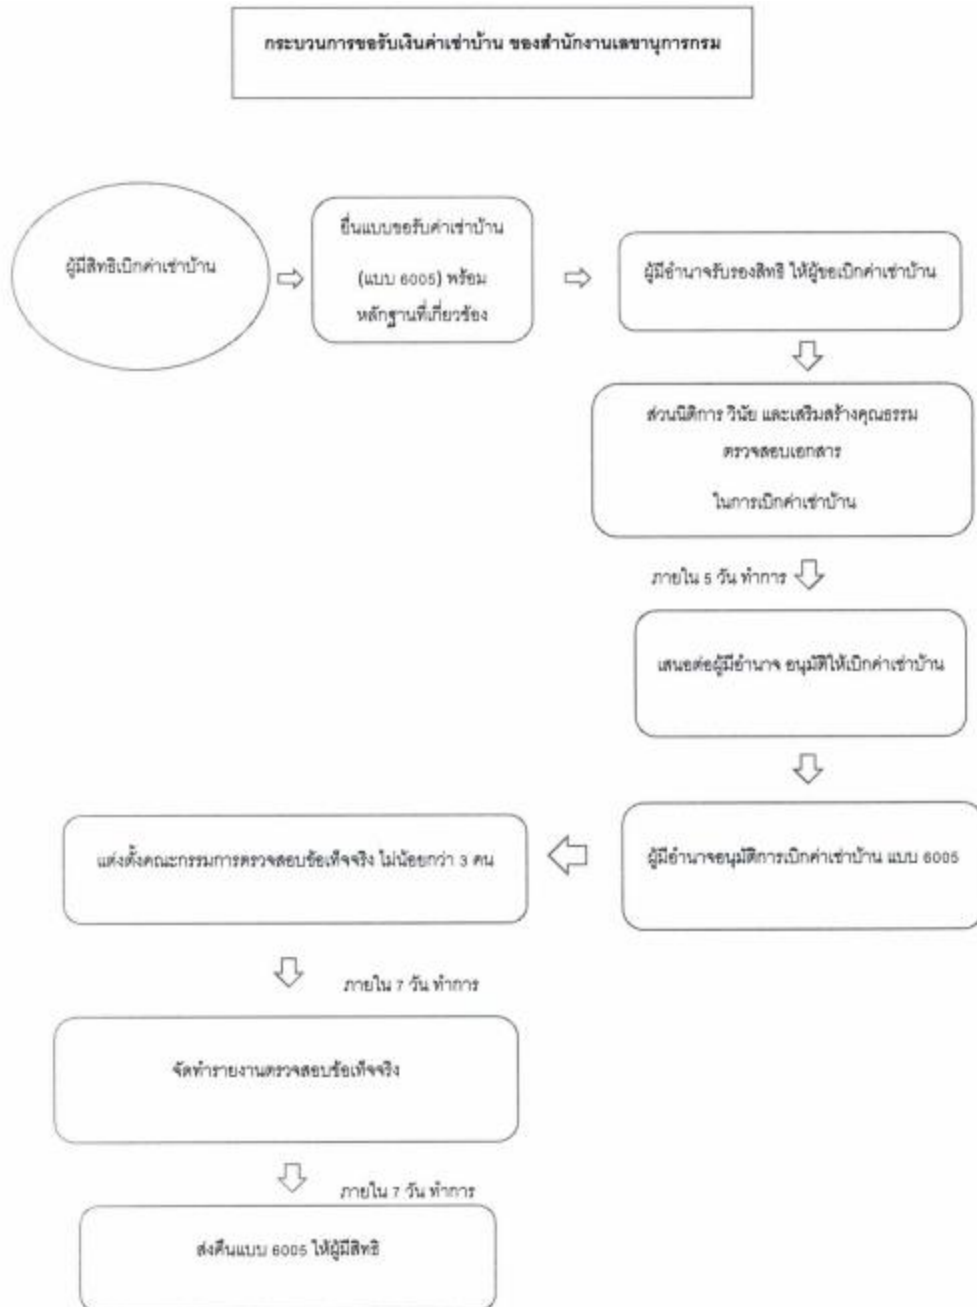 กระบวนการขอรับเงินค่าเช่าบ้าน ของสำนักงานเลขานุการกรม
ผู้มีสิทธิเบิกค่าเช่าบ้าน
ยื่นแบบขอรับค่าเช่าบ้าน
(แบบ 6005) พร้อม
หลักฐานที่เกี่ยวข้อง
ผู้มีอำนาจรับรองสิทธิ ให้ผู้ขอเบิกค่าเช่าบ้าน
ส่วนนิติการ วินัย และเสริมสร้างคุณธรรม
ตรวจสอบเอกสาร
ในการเบิกค่าเช่าบ้าน
ภายใน 5 วัน ทำการ
เสนอต่อผู้มีอำนาจ อนุมัติให้เบิกค่าเช่าบ้าน
ผู้มีอำนาจอนุมัติการเบิกค่าเช่าบ้าน แบบ 6005
แต่งตั้งคณะกรรมการตรวจสอบข้อเท็จจริง ไม่น้อยกว่า 3 คน
ภายใน 7 วัน ทำการ
จัดทำรายงานตรวจสอบข้อเท็จจริง
ภายใน 7 วัน ทำการ
ส่งคืนแบบ 6005 ให้ผู้มีสิทธิ